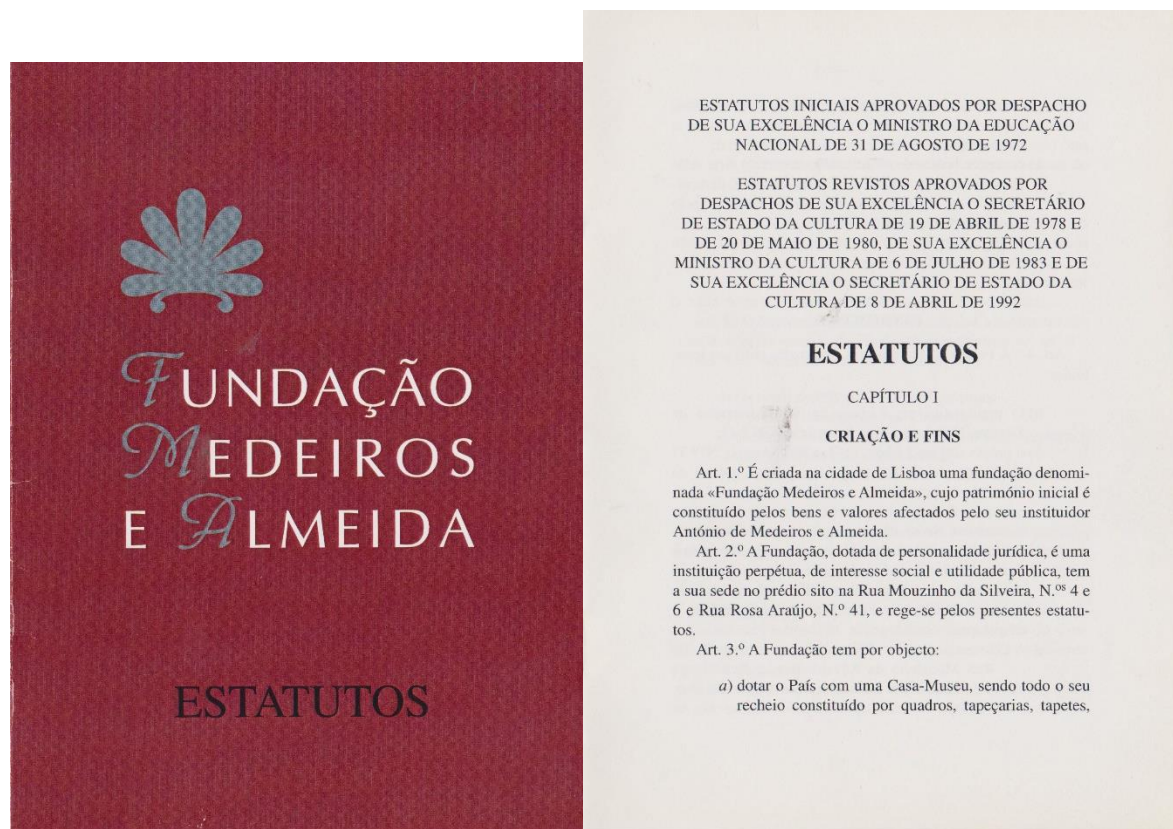 FUNDAÇÃO
MEDEIROS
E ALMEIDA
ESTATUTOS
ESTATUTOS INICIAIS APROVADOS POR DESPACHO
DE SUA EXCELÊNCIA O MINISTRO DA EDUCAÇÃO
NACIONAL DE 31 DE AGOSTO DE 1972
ESTATUTOS REVISTOS APROVADOS POR
DESPACHOS DE SUA EXCELÊNCIA O SECRETÁRIO
DE ESTADO DA CULTURA DE 19 DE ABRIL DE 1978 E
DE 20 DE MAIO DE 1980, DE SUA EXCELÊNCIA O
MINISTRO DA CULTURA DE 6 DE JULHO DE 1983 E DE
SUA EXCELÊNCIA O SECRETÁRIO DE ESTADO DA
CULTURA DE 8 DE ABRIL DE 1992
ESTATUTOS
CAPÍTULO I
CRIAÇÃO E FINS
Art. 1.º É criada na cidade de Lisboa uma fundação denomi-
nada «Fundação Medeiros e Almeida», cujo património inicial é
constituído pelos bens e valores afectados pelo seu instituidor
António de Medeiros e Almeida.
Art. 2.º A Fundação, dotada de personalidade jurídica, é uma
instituição perpétua, de interesse social e utilidade pública, tem
a sua sede no prédio sito na Rua Mouzinho da Silveira, N.ºs 4 e
6 e Rua Rosa Araújo, N.º 41, e rege-se pelos presentes estatu-
tos.
Art. 3.º A Fundação tem por objecto:
a) dotar o País com uma Casa-Museu, sendo todo o seu
recheio constituído por quadros, tapeçarias, tapetes,